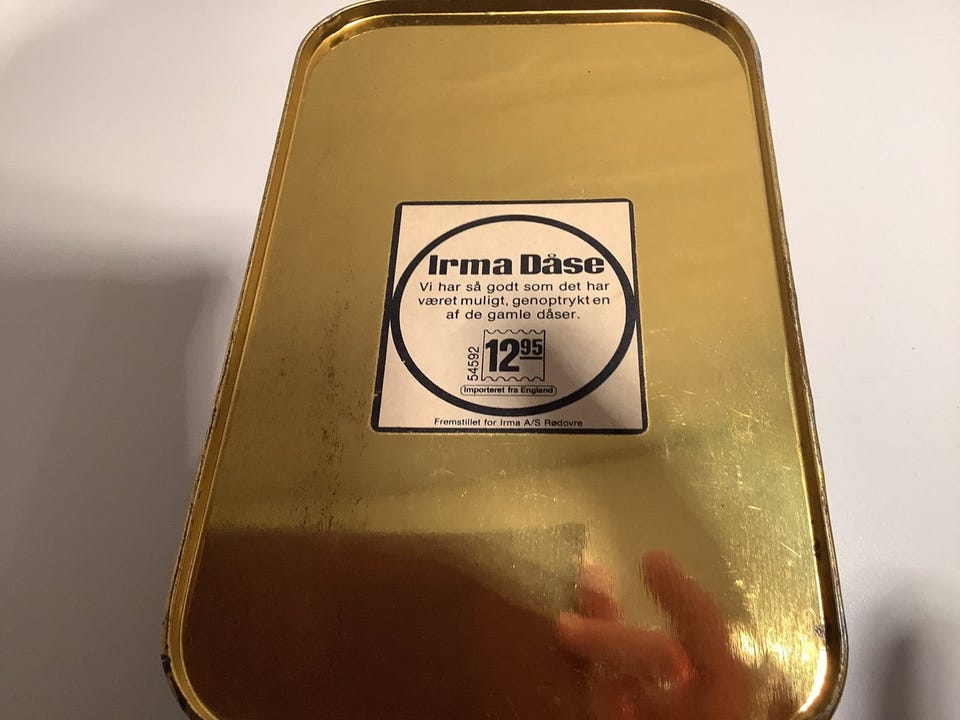 Irma Dåse
Vi har så godt som det har
været muligt, genoptrykt en
af de gamle dåser.
54592
12 95
Importeret fra England
Fremstillet for Irma A/S Rødovre